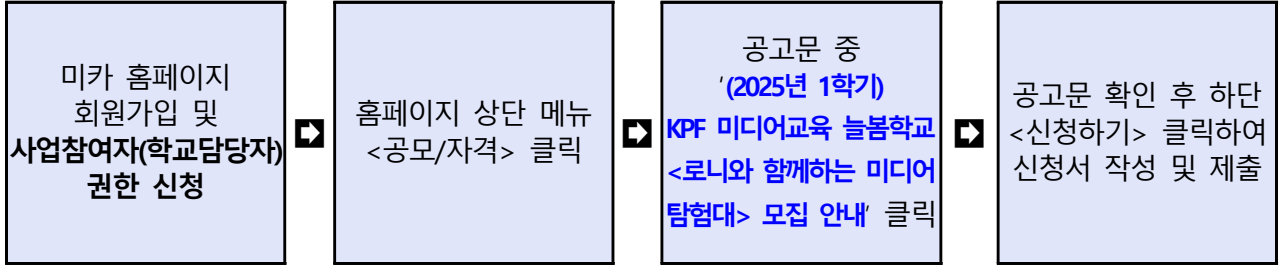 미카 홈페이지
회원가입 및
사업참여자(학교담당자)
권한 신청
홈페이지 상단 메뉴
<공모/자격> 클릭
공고문 중
‘(2025년 1학기)
KPF 미디어교육 늘봄학교
<로니와 함께하는 미디어
탐험대> 모집 안내’ 클릭
공고문 확인 후 하단
<신청하기> 클릭하여
신청서 작성 및 제출